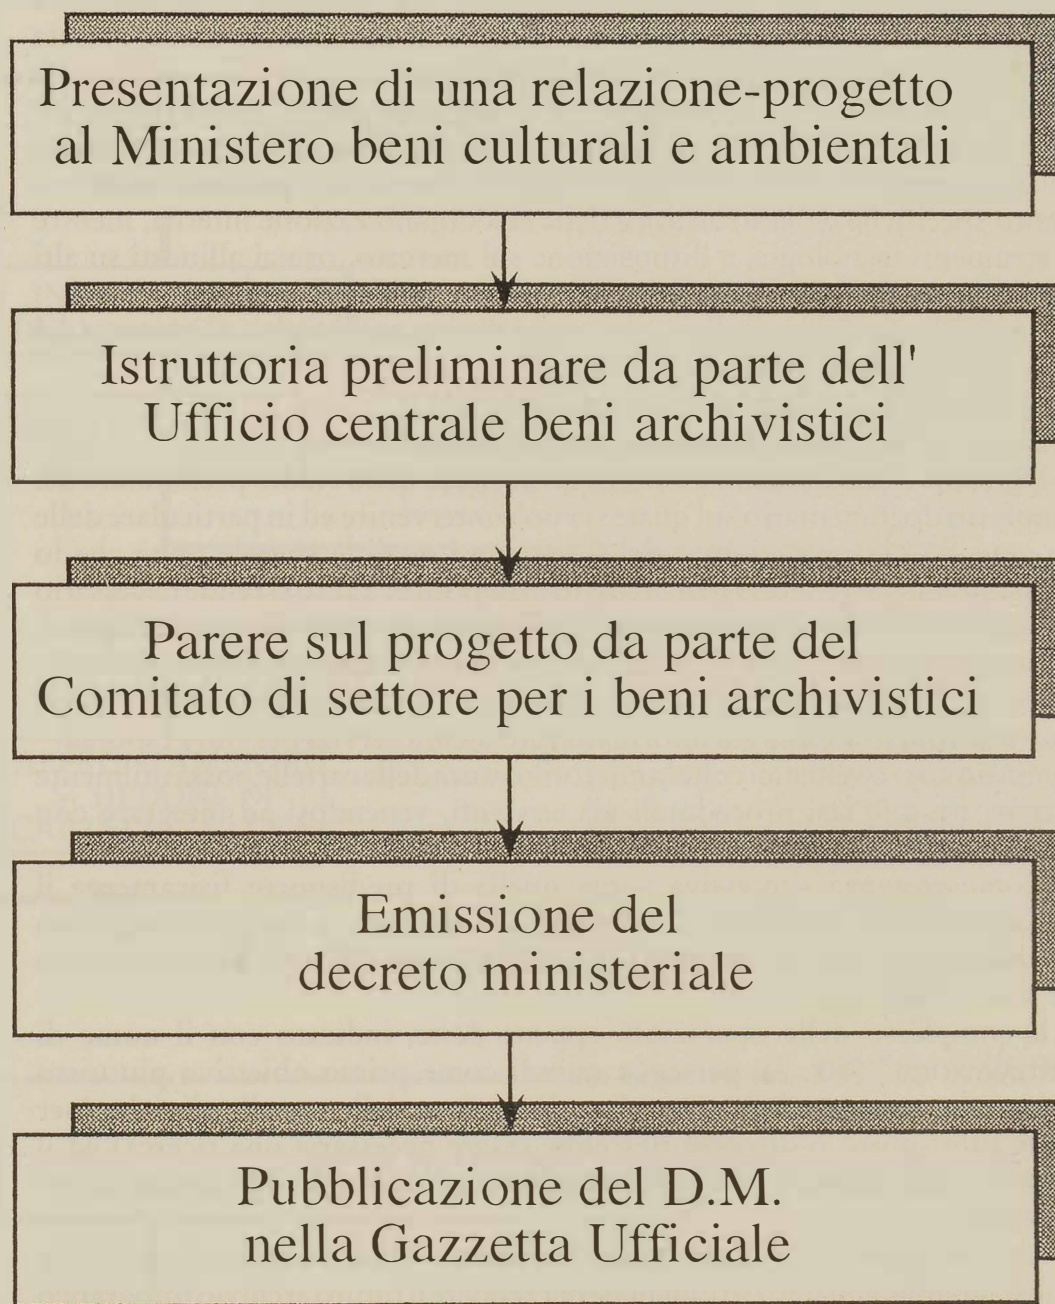 Presentazione di una relazione-progetto
al Ministero beni culturali e ambientali
Istruttoria preliminare da parte dell'
Ufficio centrale beni archivistici
Parere sul progetto da parte del
Comitato di settore per i beni archivistici
Emissione del
decreto ministeriale
Pubblicazione del D.M.
nella Gazzetta Ufficiale